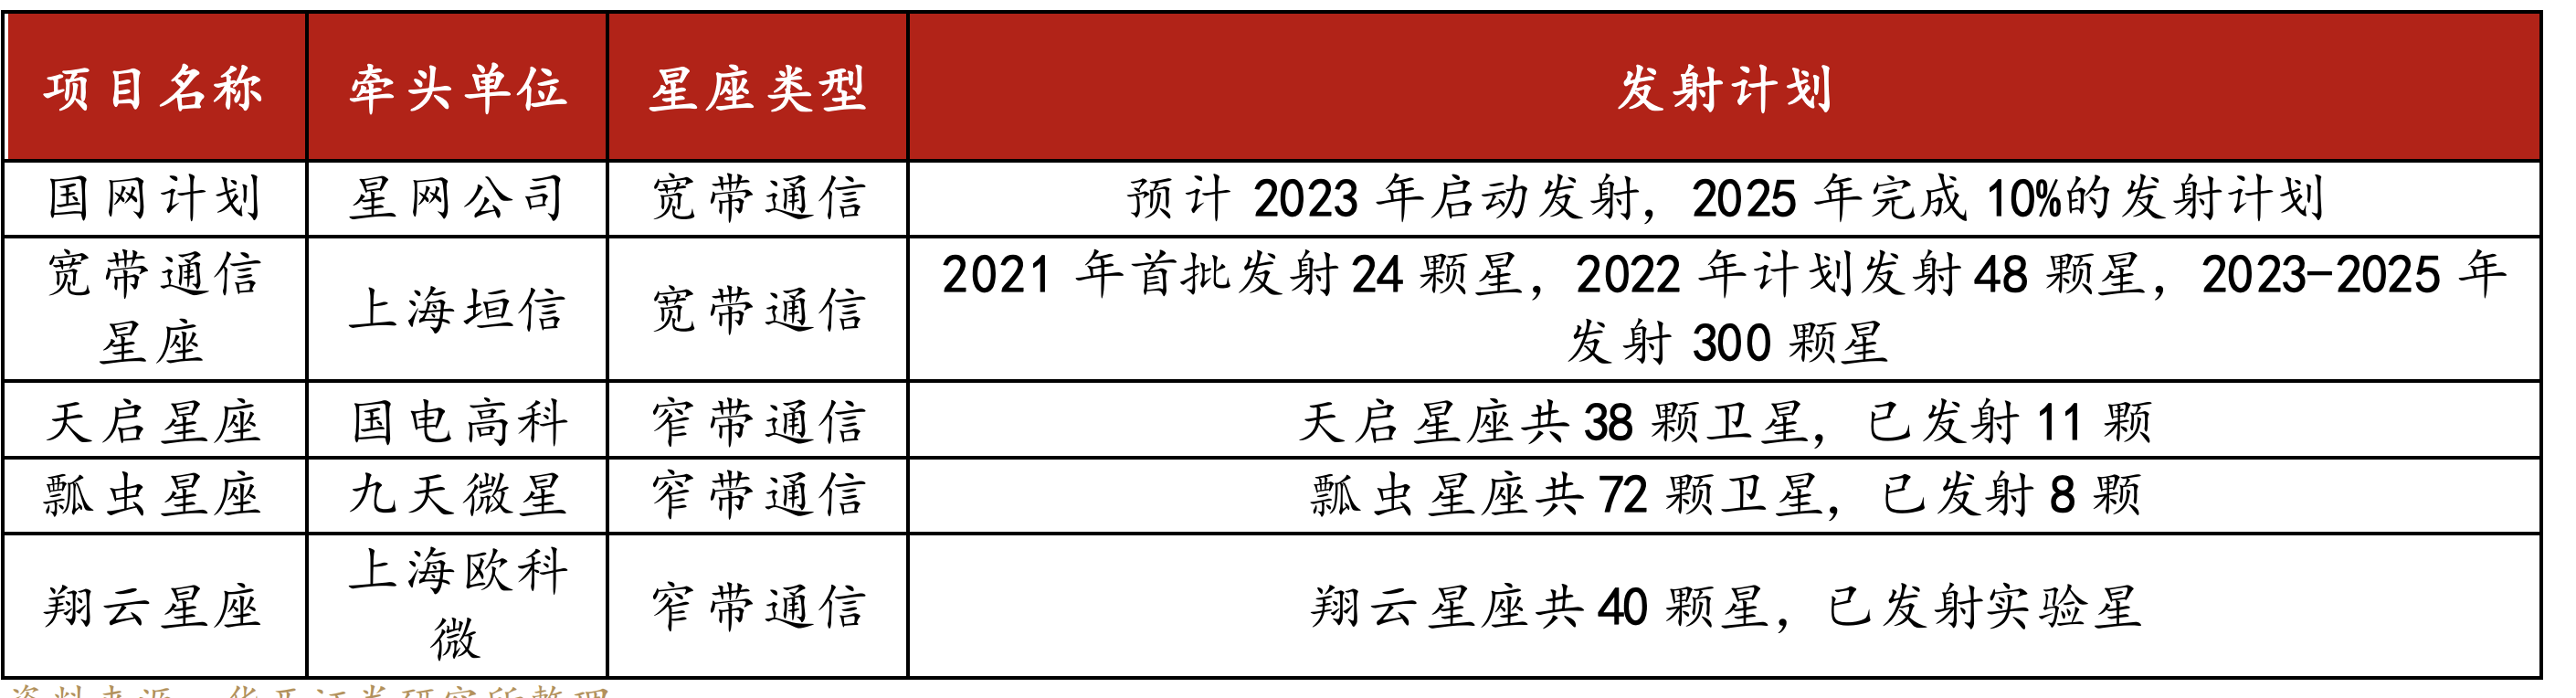 项目名称 牵头单位 星座类型 发射计划
国网计划 星网公司 宽带通信 预计 2023 年启动发射，2025 年完成 10%的发射计划
宽带通信
星座
上海垣信 宽带通信
2021 年首批发射 24 颗星，2022 年计划发射 48 颗星，2023-2025 年
发射 300 颗星
天启星座 国电高科 窄带通信 天启星座共 38 颗卫星，已发射 11 颗
瓢虫星座 九天微星 窄带通信 瓢虫星座共 72 颗卫星，已发射 8 颗
翔云星座
上海欧科
微
窄带通信 翔云星座共 40 颗星，已发射实验星